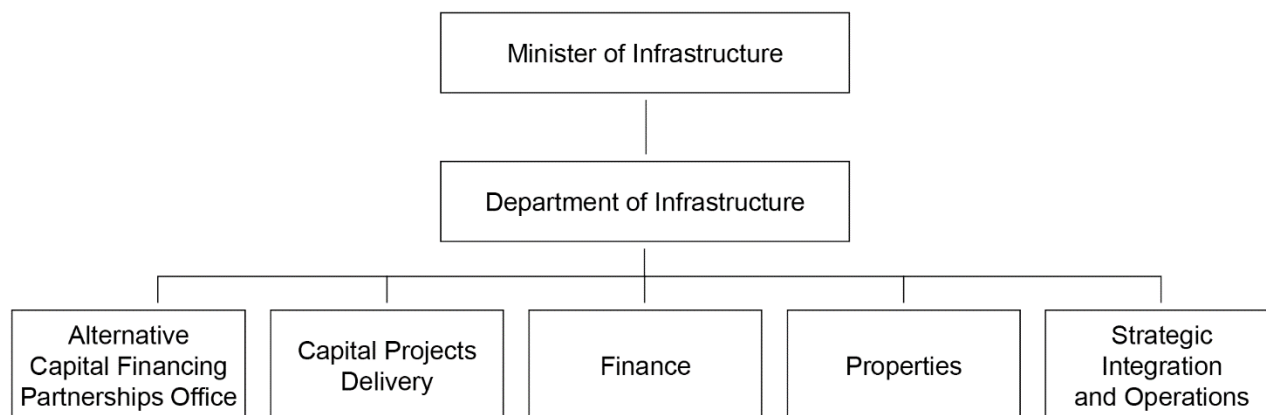 Minister of Infrastructure
Department of Infrastructure
Alternative
Capital Financing
Partnerships Office
Capital Projects
Delivery
Finance
Properties
Strategic
Integration
and Operations